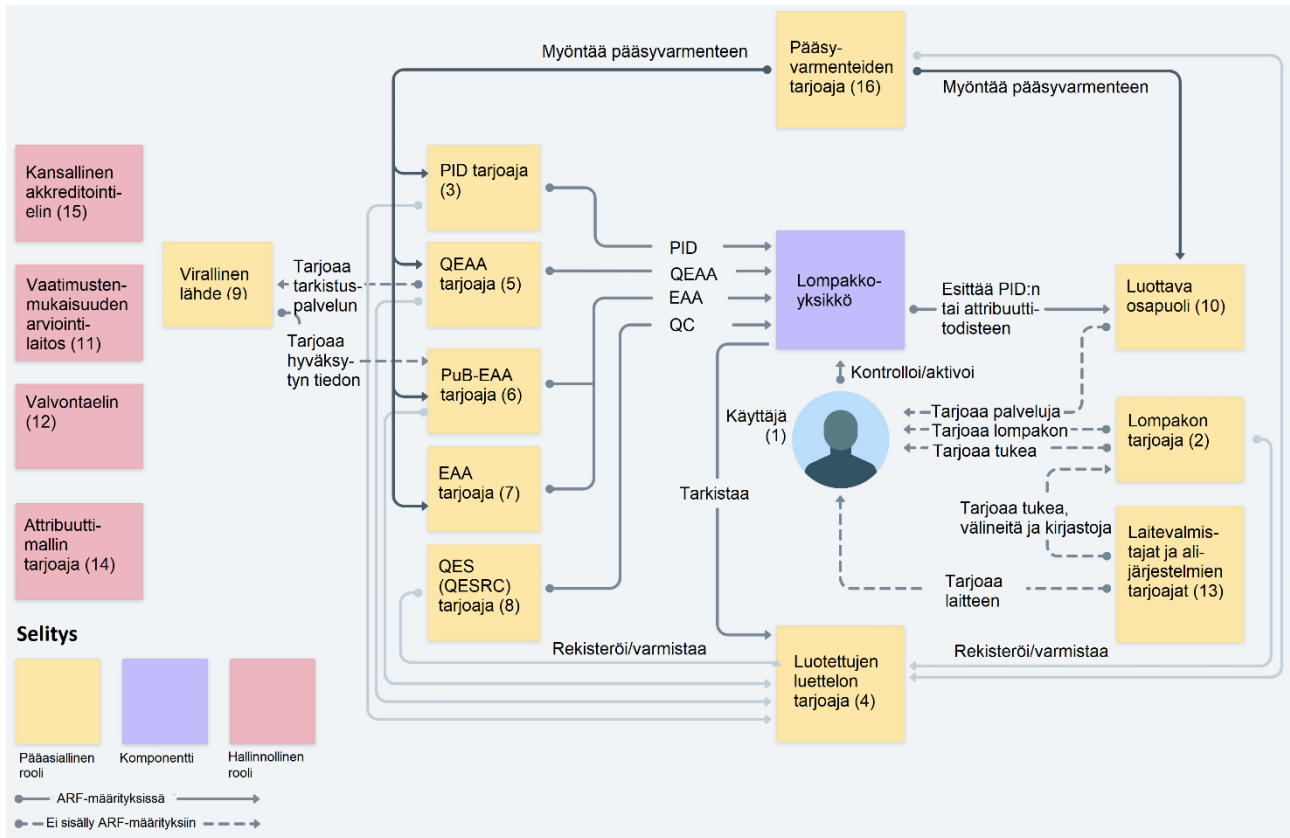 Myöntää pääsyvarmenteen
Pääsy-
varmenteiden
tarjoaja (16)
Myöntää pääsyvarmenteen
Kansallinen
akkreditointi-
elin (15)
PID tarjoaja
(3)
Virallinen
lähde (9)
Tarjoaa
tarkistus-
palvelun
QEAA
tarjoaja (5)
PID
QEAA
EAA
QC
Lompakko-
yksikkö
Esittää PID:n
tai attribuutti-
todisteen
Luottava
osapuoli (10)
Vaatimusten-
mukaisuuden
arviointi-
laitos (11)
Tarjoaa
hyväksy-
tyn tiedon
PuB-EAA
tarjoaja (6)
Kontrolloi/aktivoi
Valvontaelin
(12)
Käyttäjä
(1)
Tarjoaa palveluja
Tarjoaa lompakon
Tarjoaa tukea
Lompakon
tarjoaja (2)
EAA
tarjoaja (7)
Tarkistaa
Tarjoaa tukea,
välineitä ja kirjastoja
Attribuutti-
mallin
tarjoaja (14)
Laitevalmis-
tajat ja ali-
järjestelmien
tarjoajat (13)
QES
(QESRC)
tarjoaja (8)
Tarjoaa
laitteen
Selitys
Rekisteröi/varmistaa
Luotettujen
luettelon
tarjoaja (4)
Rekisteröi/varmistaa
Pääasiallinen
rooli
Komponentti
Hallinnollinen
rooli
ARF-määrityksissä
Ei sisälly ARF-määrityksiin